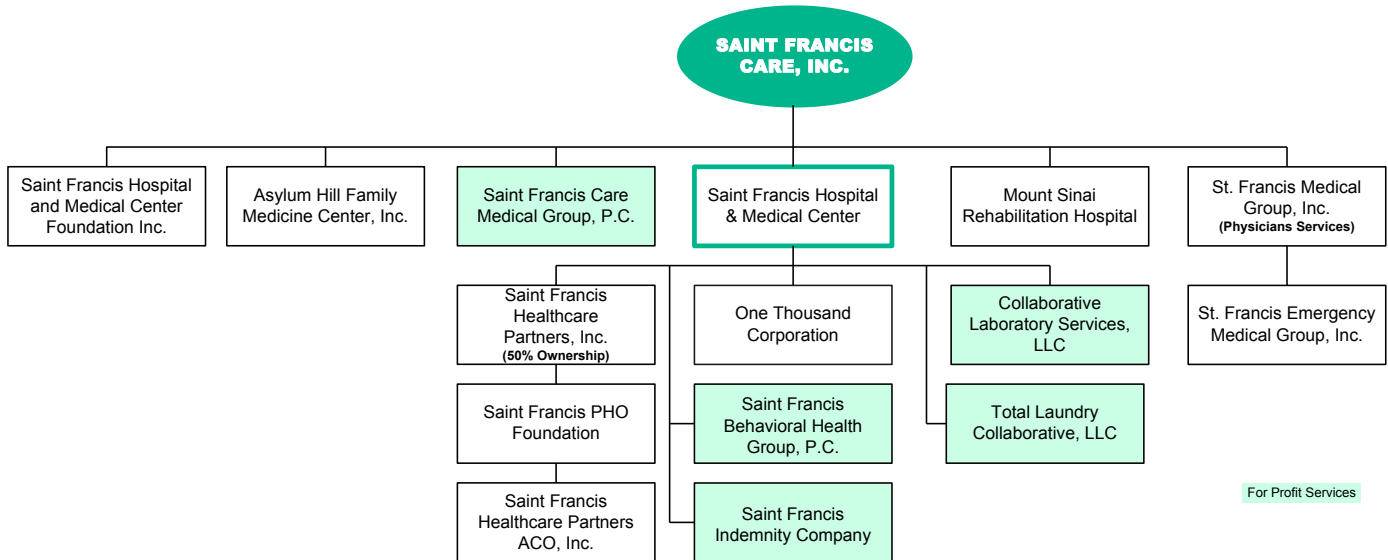 SAINT FRANCIS
CARE, INC.
Saint Francis Hospital
and Medical Center
Foundation Inc.
Asylum Hill Family
Medicine Center, Inc.
Saint Francis Care
Medical Group, P.C.
Saint Francis Hospital
& Medical Center
Mount Sinai
Rehabilitation Hospital
St. Francis Medical
Group, Inc.
(Physicians Services)
Saint Francis
Healthcare
Partners, Inc.
(50% Ownership)
One Thousand
Corporation
Collaborative
Laboratory Services,
LLC
St. Francis Emergency
Medical Group, Inc.
Saint Francis PHO
Foundation
Saint Francis
Behavioral Health
Group, P.C.
Total Laundry
Collaborative, LLC
Saint Francis
Healthcare Partners
ACO, Inc.
Saint Francis
Indemnity Company
For Profit Services